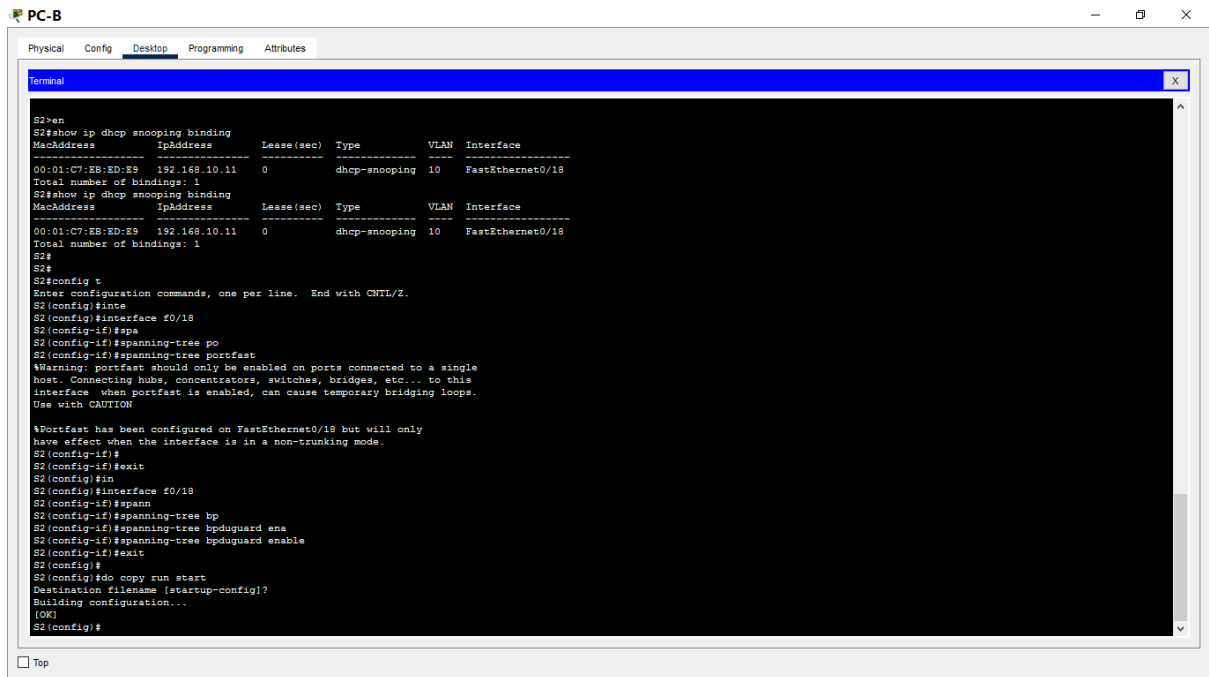 PC-B
Physical Config Desktop Programming Attributes
Terminal
X
S2>en
S2#show ip dhcp snooping binding
MacAddress IpAddress Lease(sec) Type VLAN Interface
------------------ --------------- ---------- ------------- ---- -----------------
00:01:C7:EB:ED:E9 192.168.10.11 0 dhcp-snooping 10 FastEthernet0/18
Total number of bindings: 1
S2#show ip dhcp snooping binding
MacAddress IpAddress Lease(sec) Type VLAN Interface
------------------ --------------- ---------- ------------- ---- -----------------
00:01:C7:EB:ED:E9 192.168.10.11 0 dhcp-snooping 10 FastEthernet0/18
Total number of bindings: 1
S2#
S2#
S2#config t
Enter configuration commands, one per line. End with CNTL/Z.
S2(config)#inte
S2(config)#interface f0/18
S2(config-if)#spa
S2(config-if)#spanning-tree po
S2(config-if)#spanning-tree portfast
%Warning: portfast should only be enabled on ports connected to a single
host. Connecting hubs, concentrators, switches, bridges, etc... to this
interface when portfast is enabled, can cause temporary bridging loops.
Use with CAUTION
%Portfast has been configured on FastEthernet0/18 but will only
have effect when the interface is in a non-trunking mode.
S2(config-if)#
S2(config-if)#exit
S2(config)#in
S2(config)#interface f0/18
S2(config-if)#spann
S2(config-if)#spanning-tree bp
S2(config-if)#spanning-tree bpduguard ena
S2(config-if)#spanning-tree bpduguard enable
S2(config-if)#exit
S2(config)#
S2(config)#do copy run start
Destination filename [startup-config]?
Building configuration...
[OK]
S2(config)#
Top